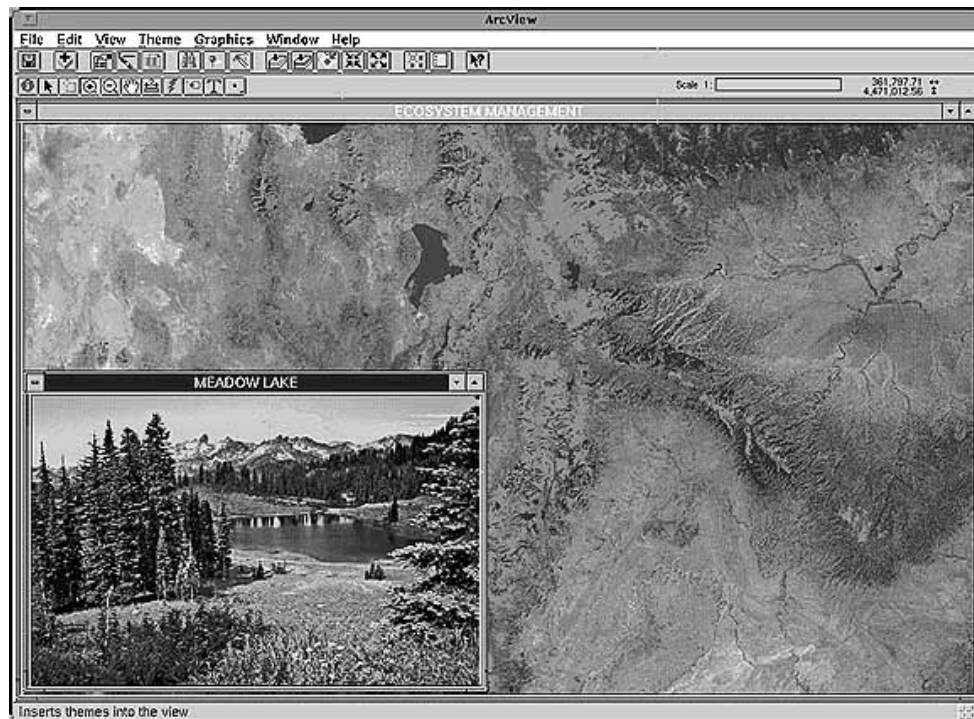 ArcView
File Edit View Theme Graphics Window Help
Scale 1:
361,797.71
4,471,012.56
ECOSYSTEM MANAGEMENT
MEADOW LAKE
Inserts themes into the view